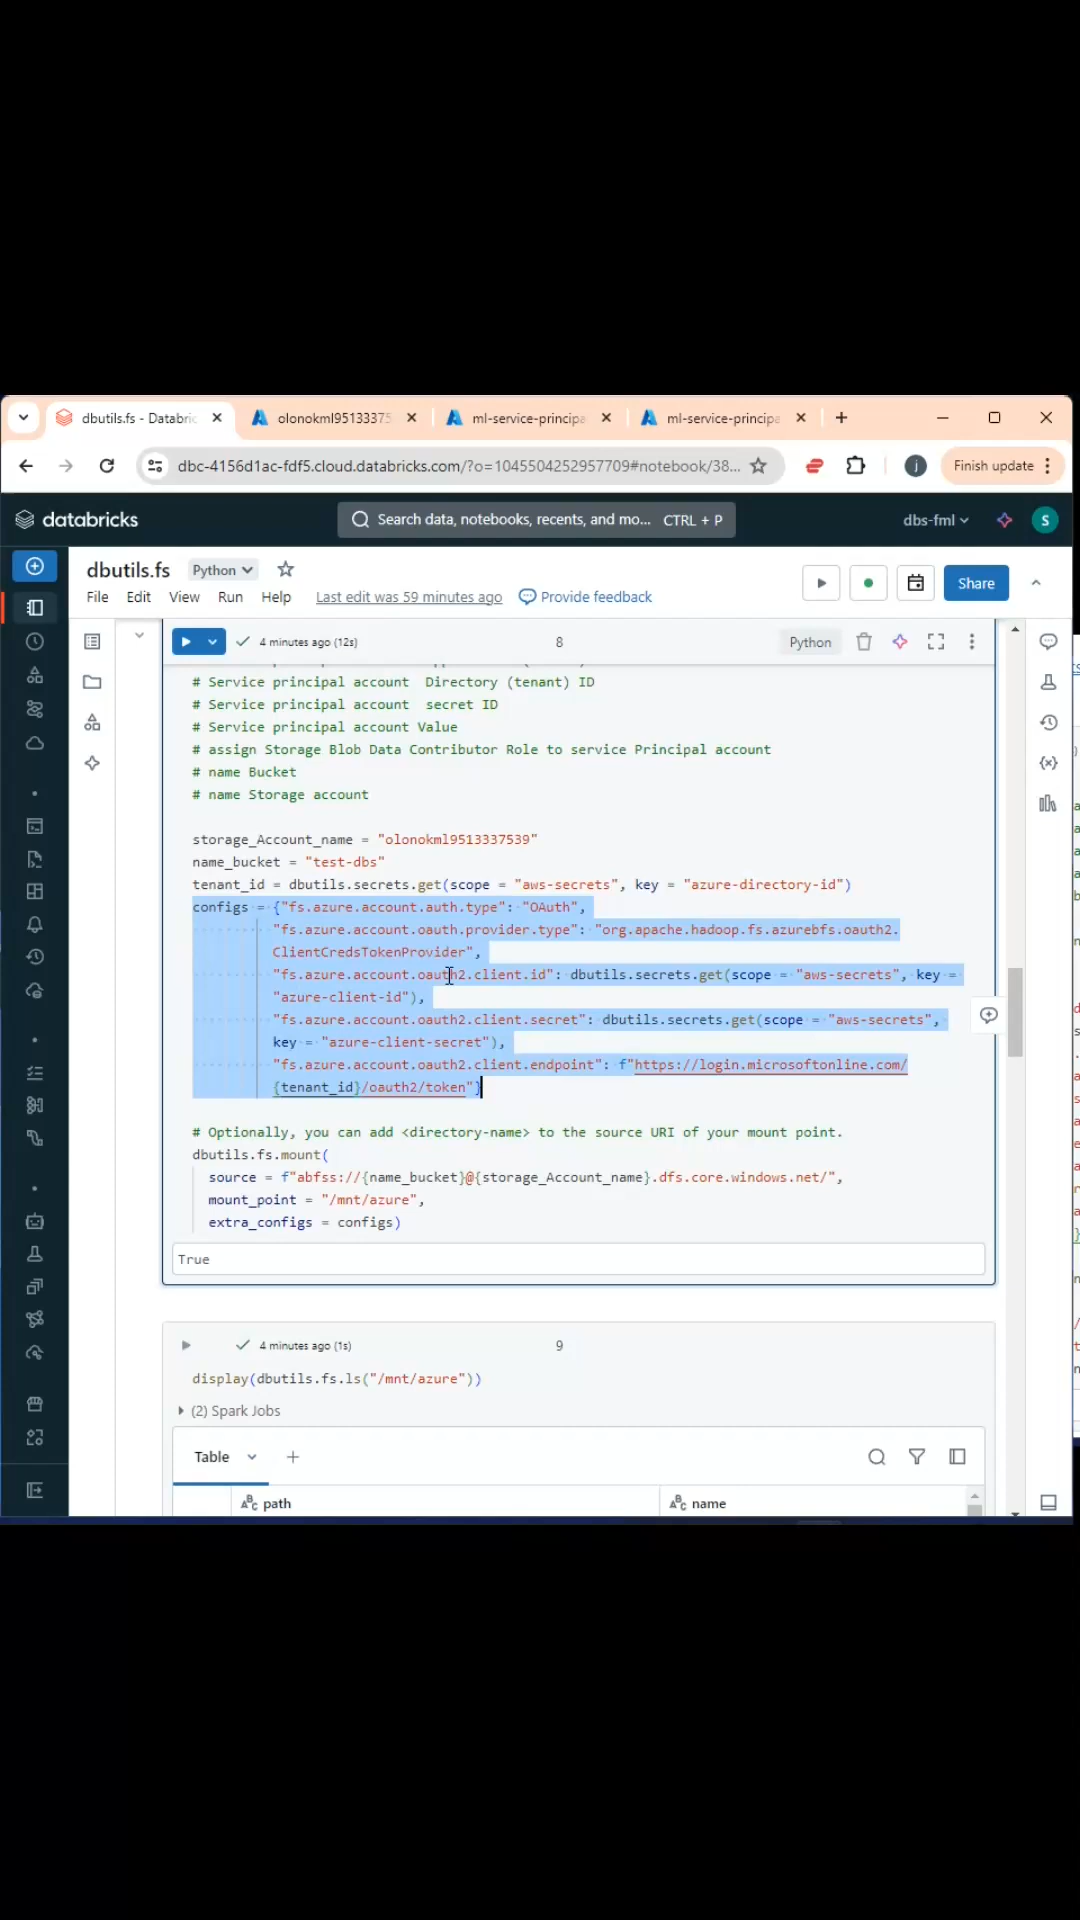 dbutils.fs - Databric
olonokml95133375
ml-service-principa
ml-service-principa
dbc-4156d1ac-fdf5.cloud.databricks.com/?o=1045504252957709#notebook/38...
j
Finish update
databricks
Search data, notebooks, recents, and mo... CTRL + P
dbs-fml
S
dbutils.fs
Python
Share
File Edit View Run Help Last edit was 59 minutes ago Provide feedback
4 minutes ago (12s)
8
Python
# Service principal account  Directory (tenant) ID
# Service principal account  secret ID
# Service principal account Value
# assign Storage Blob Data Contributor Role to service Principal account
# name Bucket
# name Storage account
storage_Account_name = "olonokml9513337539"
name_bucket = "test-dbs"
tenant_id = dbutils.secrets.get(scope = "aws-secrets", key = "azure-directory-id")
configs = {"fs.azure.account.auth.type": "OAuth",
"fs.azure.account.oauth.provider.type": "org.apache.hadoop.fs.azurebfs.oauth2.
ClientCredsTokenProvider",
"fs.azure.account.oauth2.client.id": dbutils.secrets.get(scope = "aws-secrets", key =
"azure-client-id"),
"fs.azure.account.oauth2.client.secret": dbutils.secrets.get(scope = "aws-secrets",
key = "azure-client-secret"),
"fs.azure.account.oauth2.client.endpoint": f"https://login.microsoftonline.com/
{tenant_id}/oauth2/token"}
# Optionally, you can add <directory-name> to the source URI of your mount point.
dbutils.fs.mount(
source = f"abfss://{name_bucket}@{storage_Account_name}.dfs.core.windows.net/",
mount_point = "/mnt/azure",
extra_configs = configs)
True
4 minutes ago (1s)
9
display(dbutils.fs.ls("/mnt/azure"))
(2) Spark Jobs
Table
path
name